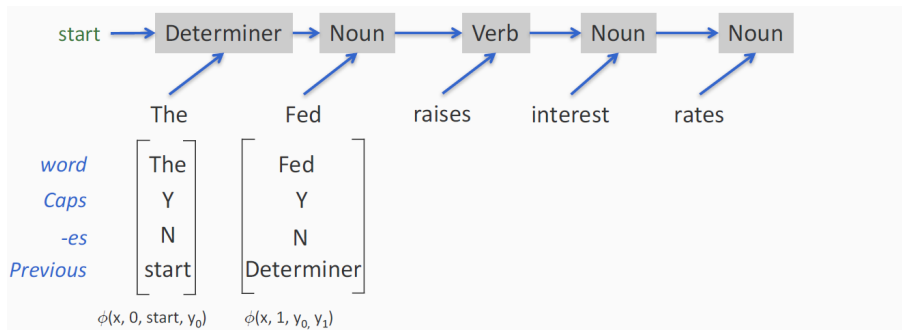 start Determiner Noun Verb Noun Noun
The Fed raises interest rates
word The Fed
Caps Y Y
-es N N
Previous start Determiner
ϕ(x, 0, start, y₀) ϕ(x, 1, y₀, y₁)